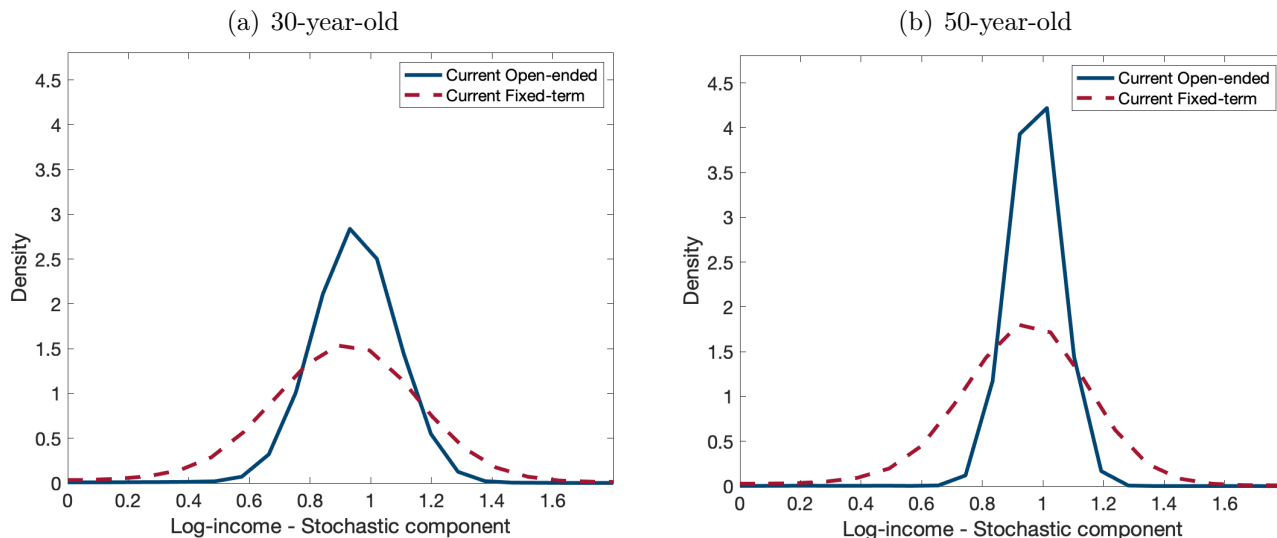 (a) 30-year-old
4.5
4
3.5
3
2.5
2
1.5
1
0.5
0
Density
Current Open-ended
Current Fixed-term
0 0.2 0.4 0.6 0.8 1 1.2 1.4 1.6
Log-income - Stochastic component
(b) 50-year-old
4.5
4
3.5
3
2.5
2
1.5
1
0.5
0
Density
Current Open-ended
Current Fixed-term
0 0.2 0.4 0.6 0.8 1 1.2 1.4 1.6
Log-income - Stochastic component